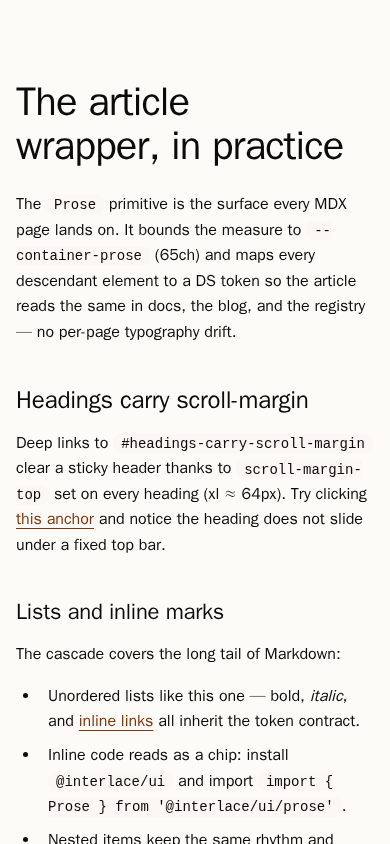 The article
wrapper, in practice
The Prose primitive is the surface every MDX
page lands on. It bounds the measure to --
container-prose (65ch) and maps every
descendant element to a DS token so the article
reads the same in docs, the blog, and the registry
— no per-page typography drift.
Headings carry scroll-margin
Deep links to #headings-carry-scroll-margin
clear a sticky header thanks to scroll-margin-
top set on every heading (xl ≈ 64px). Try clicking
this anchor and notice the heading does not slide
under a fixed top bar.
Lists and inline marks
The cascade covers the long tail of Markdown:
• Unordered lists like this one — bold, italic,
and inline links all inherit the token contract.
• Inline code reads as a chip: install
@interlace/ui and import import {
Prose } from '@interlace/ui/prose' .
• Nested items keep the same rhythm and